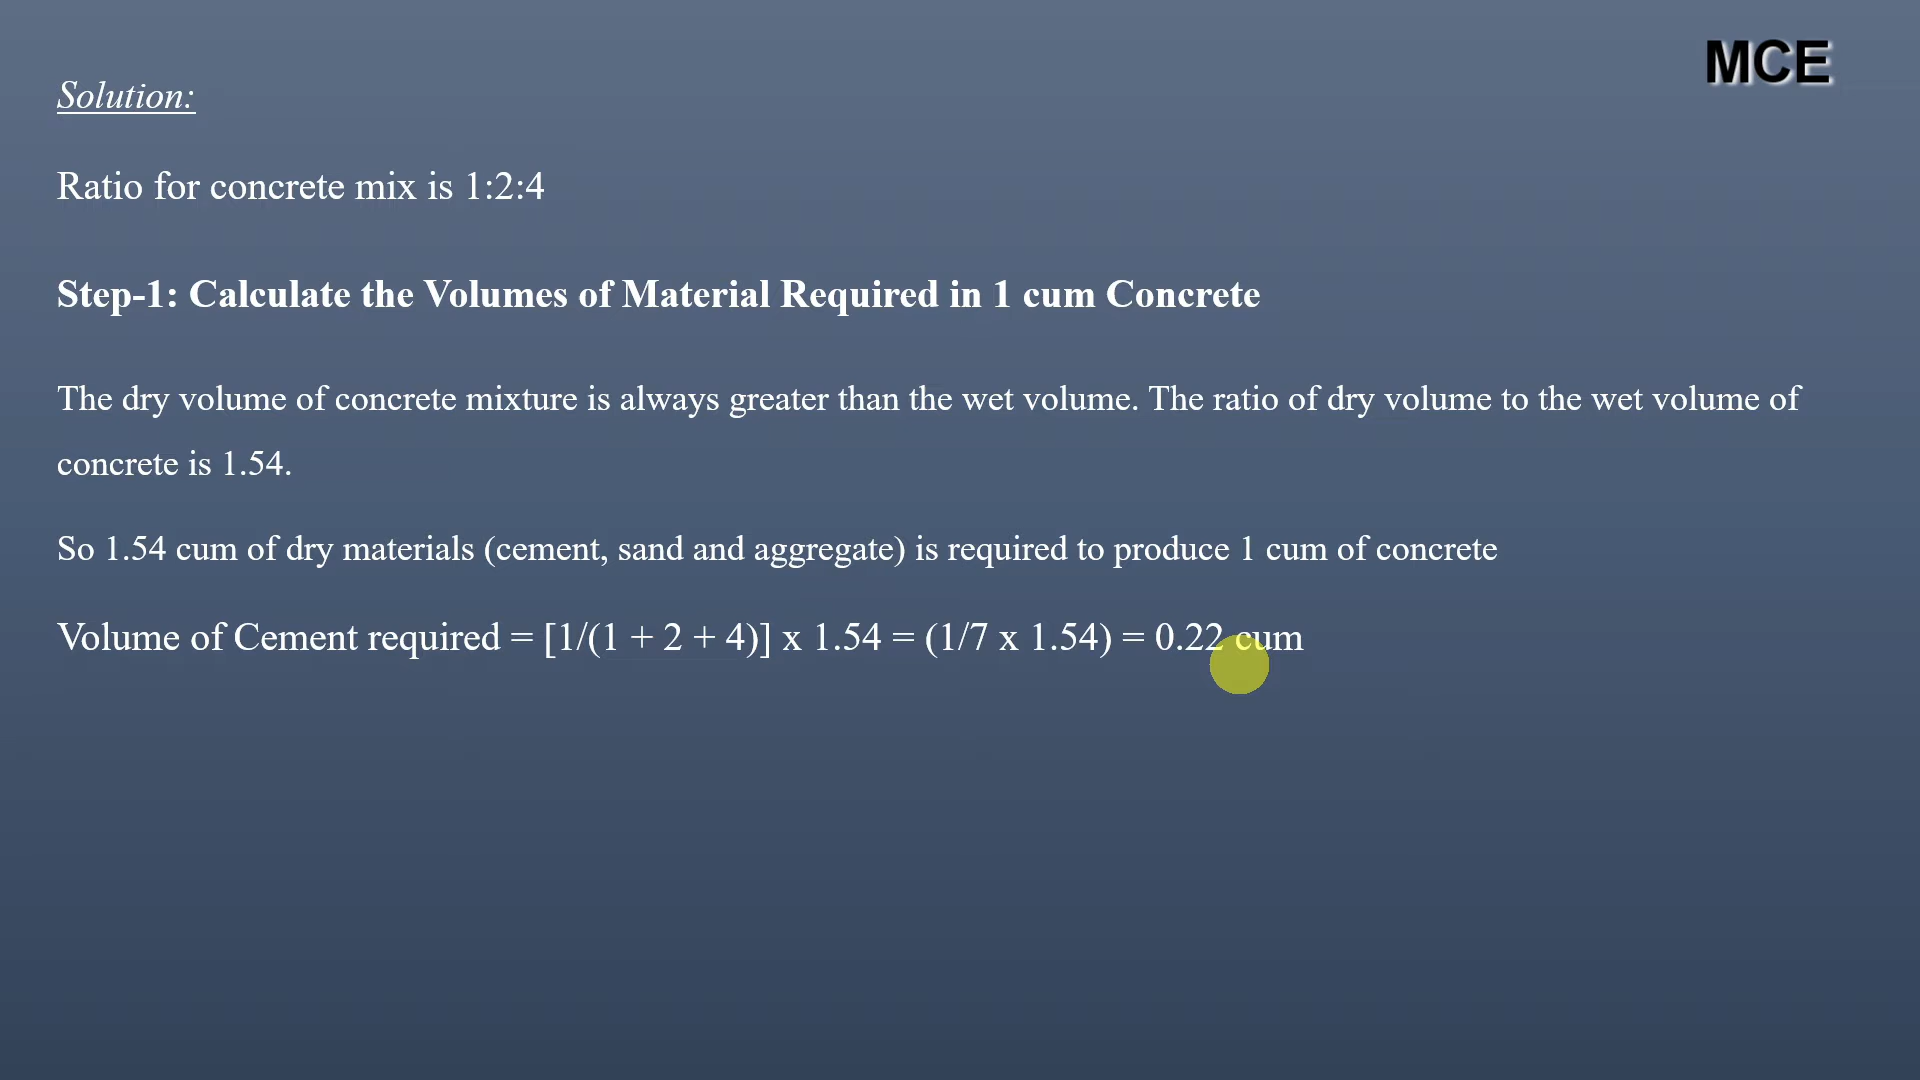 MCE
Solution:
Ratio for concrete mix is 1:2:4
Step-1: Calculate the Volumes of Material Required in 1 cum Concrete
The dry volume of concrete mixture is always greater than the wet volume. The ratio of dry volume to the wet volume of
concrete is 1.54.
So 1.54 cum of dry materials (cement, sand and aggregate) is required to produce 1 cum of concrete
Volume of Cement required = [1/(1 + 2 + 4)] x 1.54 = (1/7 x 1.54) = 0.22 cum